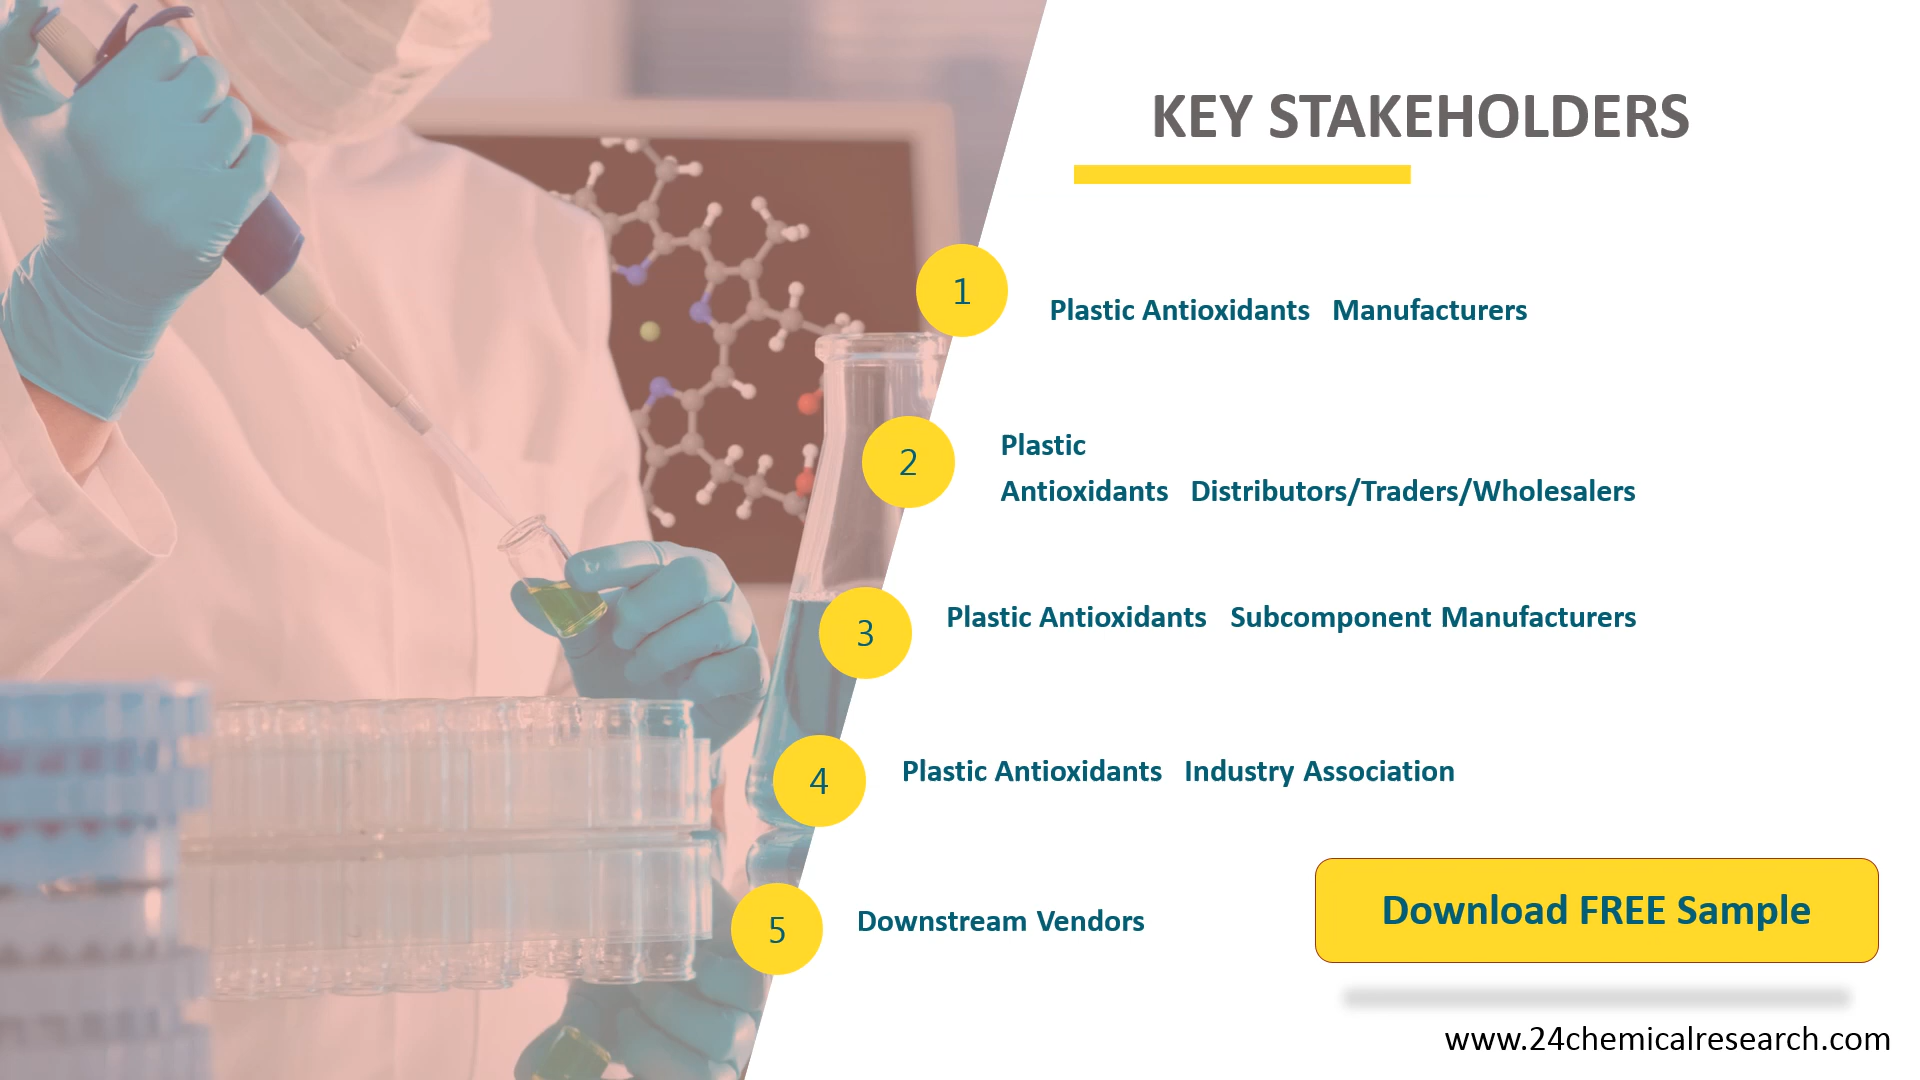 KEY STAKEHOLDERS
1
Plastic Antioxidants Manufacturers
2
Plastic
Antioxidants Distributors/Traders/Wholesalers
3
Plastic Antioxidants Subcomponent Manufacturers
4
Plastic Antioxidants Industry Association
5
Downstream Vendors
Download FREE Sample
www.24chemicalresearch.com